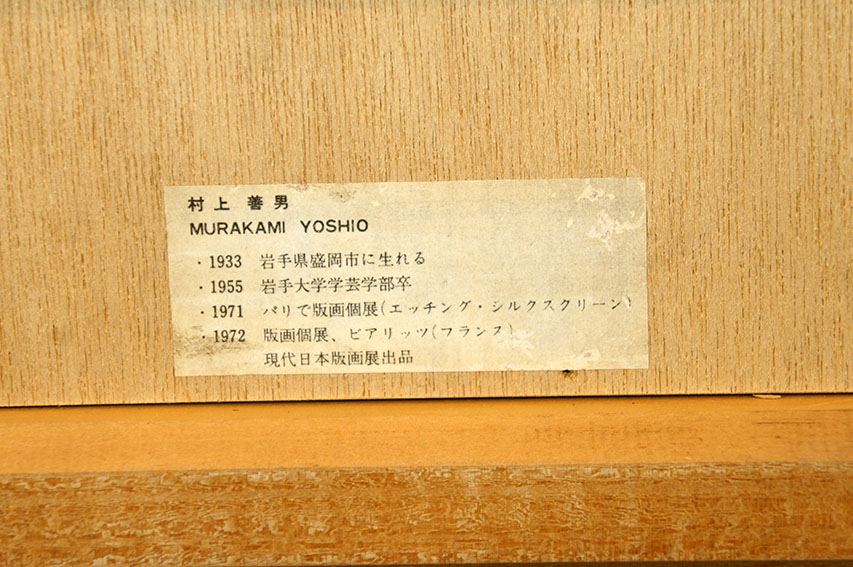 村上 善男
MURAKAMI YOSHIO
・1933 岩手県盛岡市に生れる
・1955 岩手大学学芸学部卒
・1971 パリで版画個展(エッチング・シルクスクリーン)
・1972 版画個展、ビアリッツ(フランス)
現代日本版画展出品